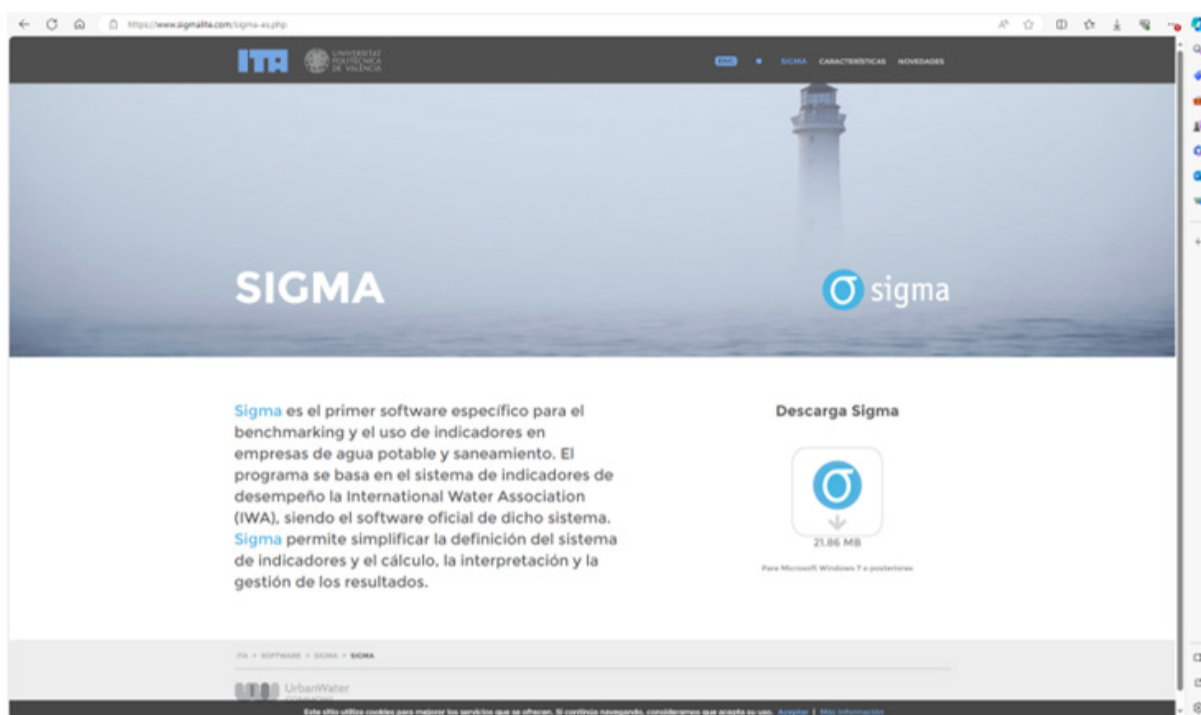 https://www.sigmalita.com/sigma-es.php
ITA
UNIVERSITAT
POLITÈCNICA
DE VALÈNCIA
ENG
SIGMA CARACTERÍSTICAS NOVEDADES
SIGMA
σ sigma
Sigma es el primer software específico para el
benchmarking y el uso de indicadores en
empresas de agua potable y saneamiento. El
programa se basa en el sistema de indicadores de
desempeño la International Water Association
(IWA), siendo el software oficial de dicho sistema.
Sigma permite simplificar la definición del sistema
de indicadores y el cálculo, la interpretación y la
gestión de los resultados.
Descarga Sigma
σ
21.86 MB
Para Microsoft Windows 7 o posteriores
ITA > SOFTWARE > SIGMA > SIGMA
UrbanWater
Este sitio utiliza cookies para mejorar los servicios que se ofrecen. Si continúa navegando, consideramos que acepta su uso. Aceptar | Más información